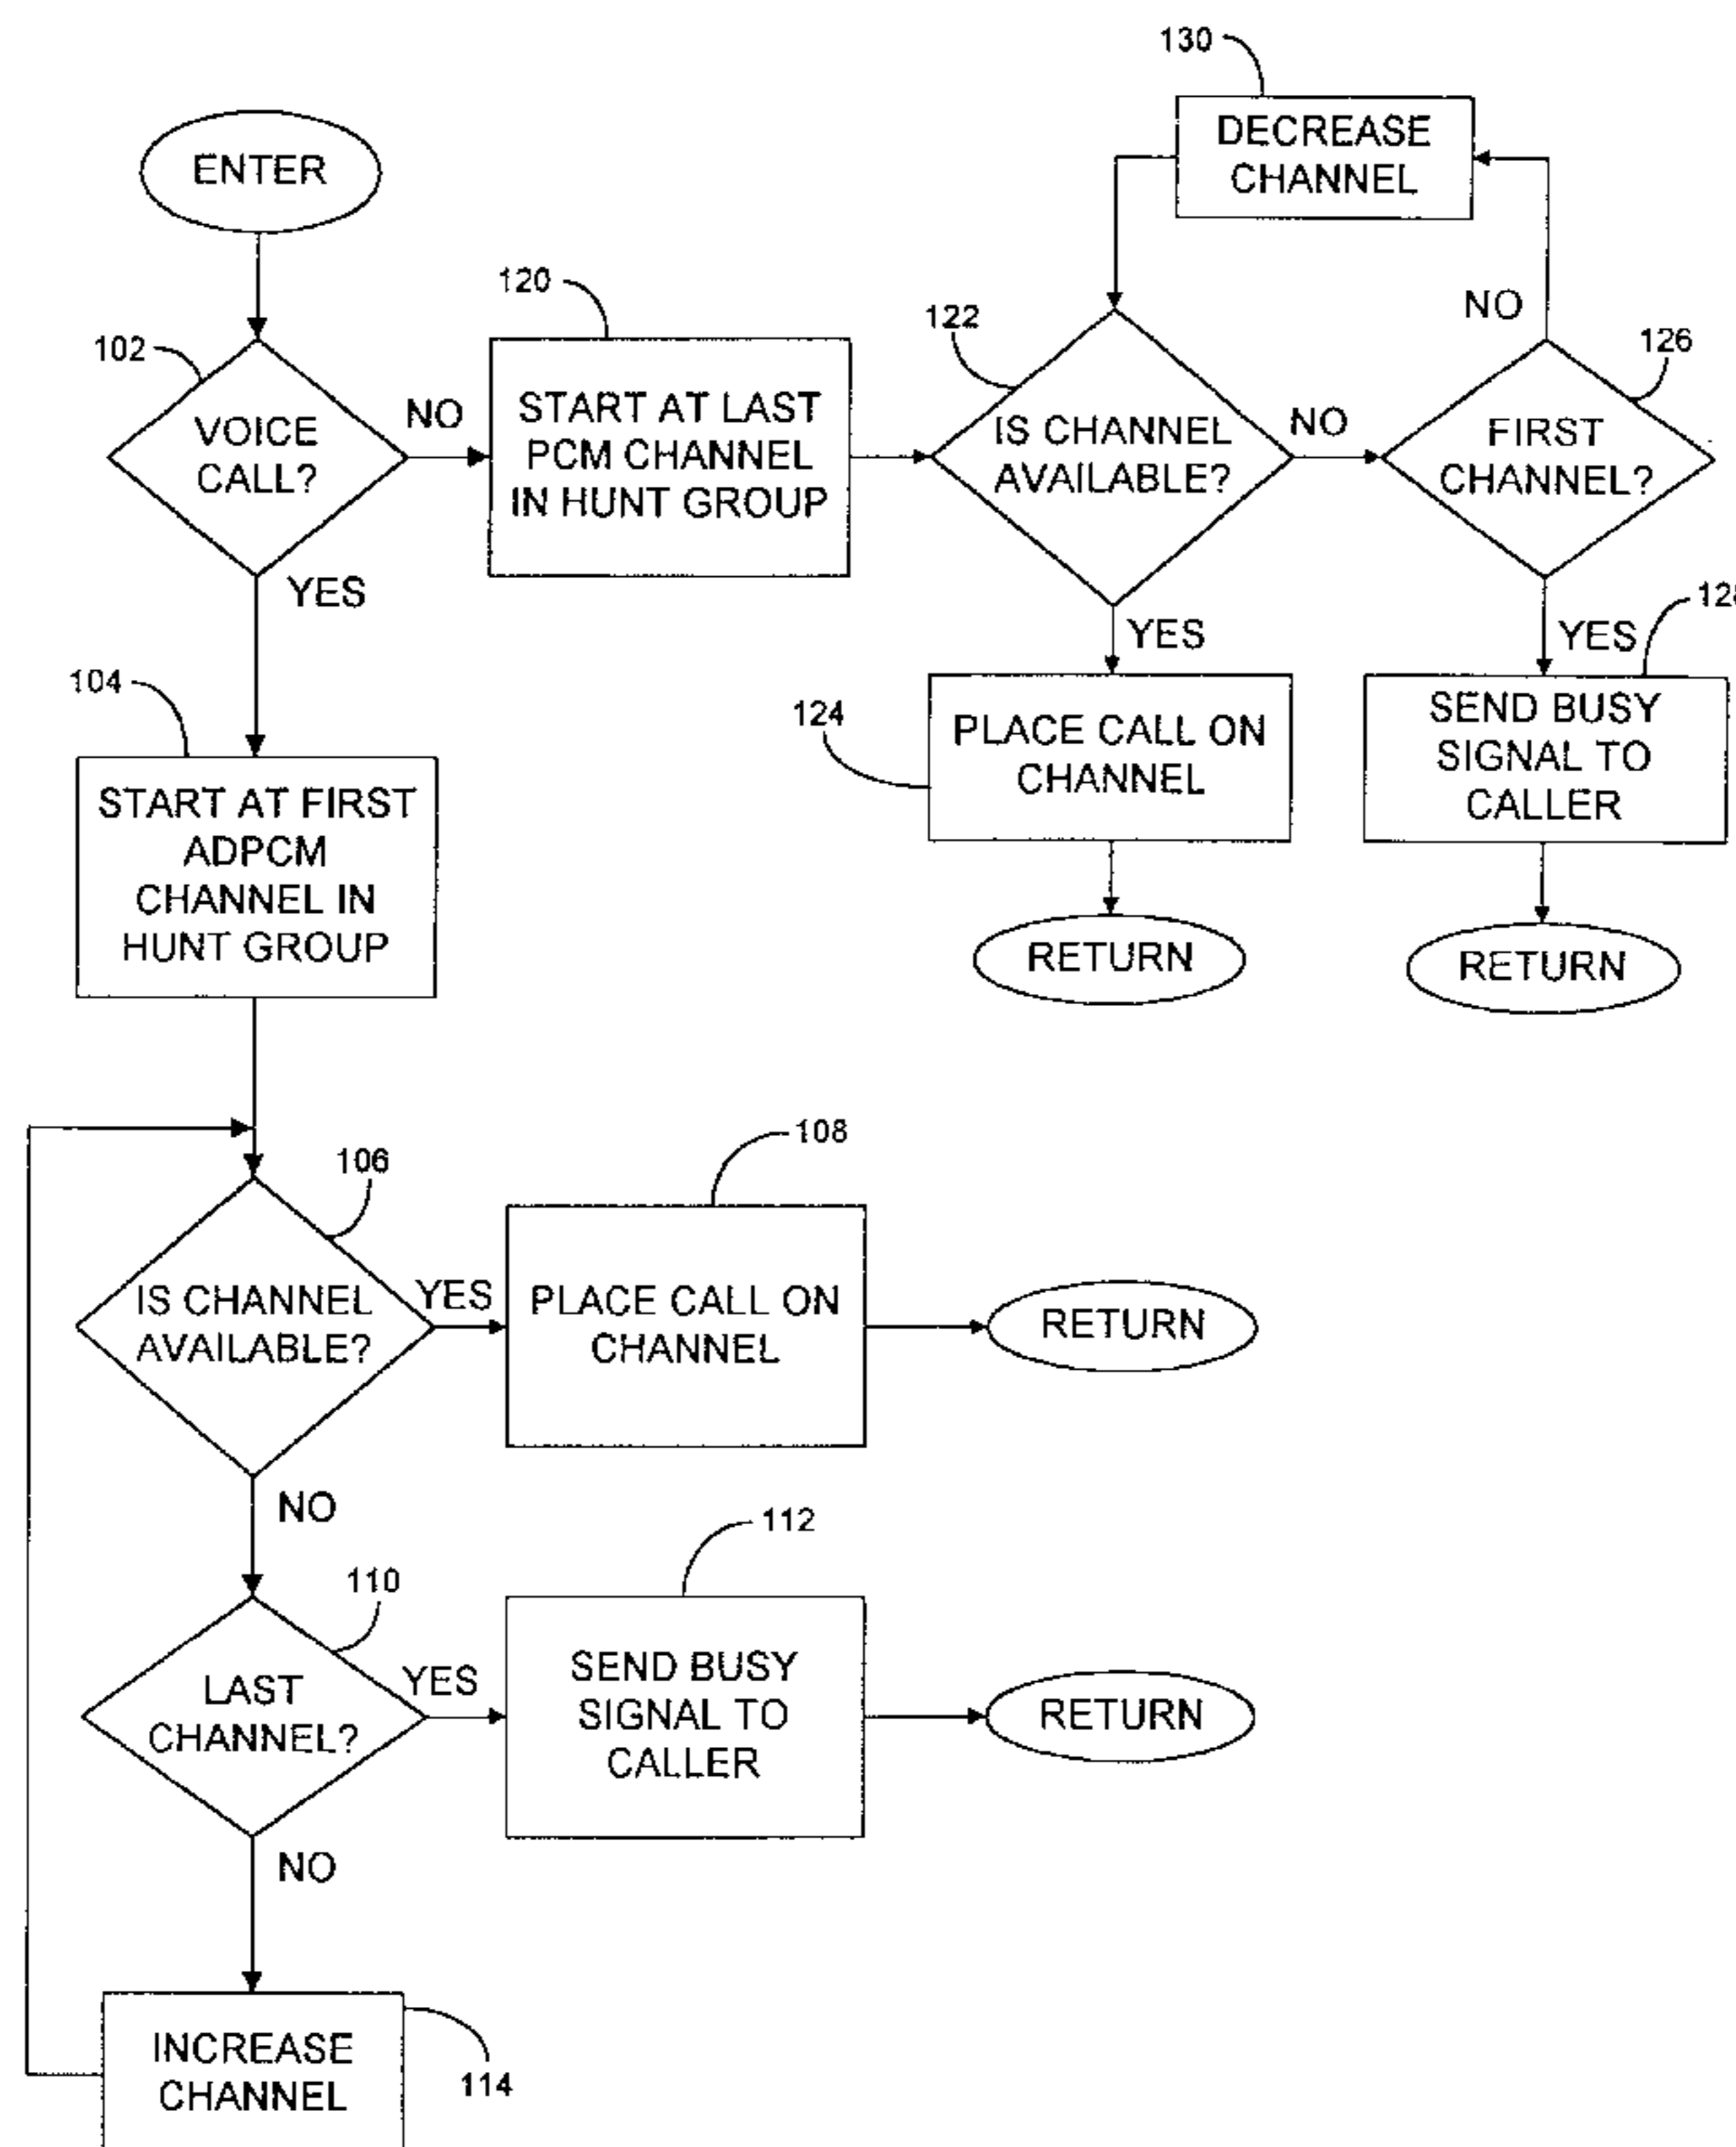 130
DECREASE
CHANNEL
ENTER
120
122
NO
126
102
VOICE
CALL?
NO
START AT LAST
PCM CHANNEL
IN HUNT GROUP
IS CHANNEL
AVAILABLE?
NO
FIRST
CHANNEL?
YES
YES
YES
104
124
START AT FIRST
ADPCM
CHANNEL IN
HUNT GROUP
PLACE CALL ON
CHANNEL
SEND BUSY
SIGNAL TO
CALLER
RETURN
RETURN
106
108
IS CHANNEL
AVAILABLE?
YES
PLACE CALL ON
CHANNEL
RETURN
NO
110
112
LAST
CHANNEL?
YES
SEND BUSY
SIGNAL TO
CALLER
RETURN
NO
INCREASE
CHANNEL
114